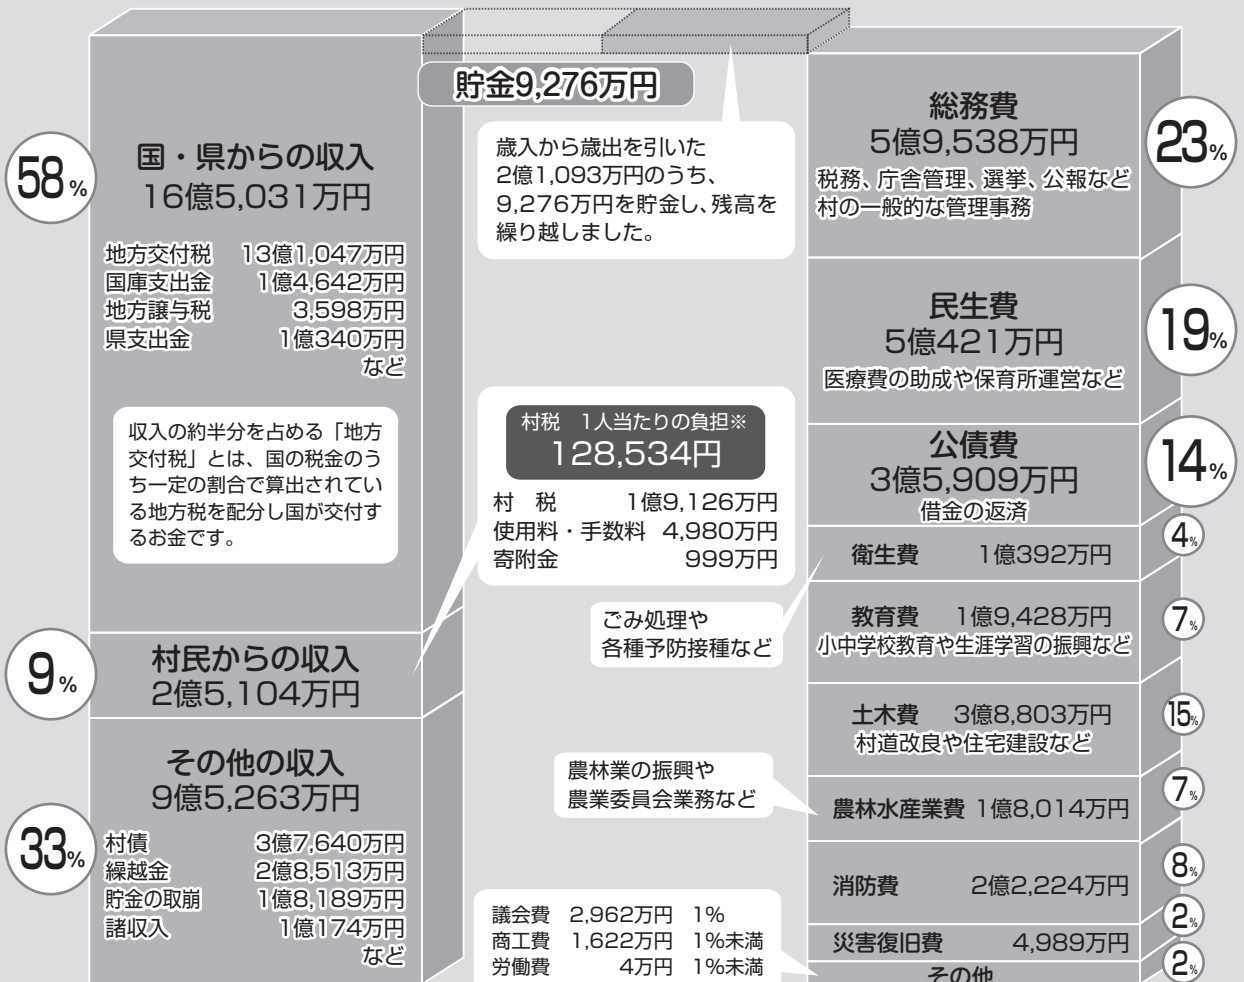 貯金9,276万円
58%
国・県からの収入
16億5,031万円
地方交付税 13億1,047万円
国庫支出金 1億4,642万円
地方譲与税 3,598万円
県支出金 1億340万円
など
収入の約半分を占める「地方
交付税」とは、国の税金のう
ち一定の割合で算出されてい
る地方税を配分し国が交付す
るお金です。
9%
村民からの収入
2億5,104万円
33%
その他の収入
9億5,263万円
村債 3億7,640万円
繰越金 2億8,513万円
貯金の取崩 1億8,189万円
諸収入 1億174万円
など
歳入から歳出を引いた
2億1,093万円のうち、
9,276万円を貯金し、残高を
繰り越しました。
村税 1人当たりの負担※
128,534円
村 税 1億9,126万円
使用料・手数料 4,980万円
寄附金 999万円
ごみ処理や
各種予防接種など
農林業の振興や
農業委員会業務など
議会費 2,962万円 1%
商工費 1,622万円 1%未満
労働費 4万円 1%未満
総務費
5億9,538万円
税務、庁舎管理、選挙、公報など
村の一般的な管理事務
23%
民生費
5億421万円
医療費の助成や保育所運営など
19%
公債費
3億5,909万円
借金の返済
14%
衛生費 1億392万円
4%
教育費 1億9,428万円
小中学校教育や生涯学習の振興など
7%
土木費 3億8,803万円
村道改良や住宅建設など
15%
農林水産業費 1億8,014万円
7%
消防費 2億2,224万円
8%
災害復旧費 4,989万円
2%
その他
2%